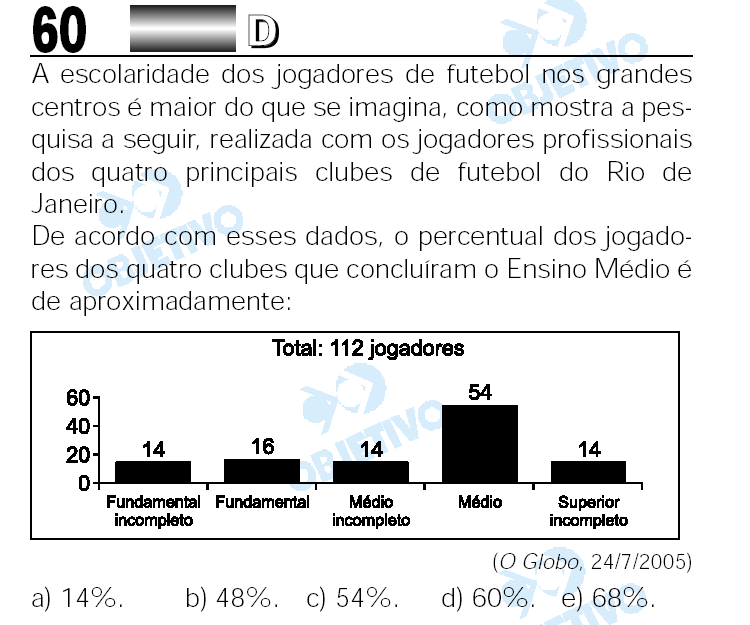 60 D
A escolaridade dos jogadores de futebol nos grandes
centros é maior do que se imagina, como mostra a pes-
quisa a seguir, realizada com os jogadores profissionais
dos quatro principais clubes de futebol do Rio de
Janeiro.
De acordo com esses dados, o percentual dos jogado-
res dos quatro clubes que concluíram o Ensino Médio é
de aproximadamente:
Total: 112 jogadores
60
40
20
0
14 16 14 54 14
Fundamental Fundamental Médio Médio Superior
incompleto incompleto incompleto
(O Globo, 24/7/2005)
a) 14%. b) 48%. c) 54%. d) 60%. e) 68%.
OBJETIVO
OBJETIVO
OBJETIVO
OBJETIVO